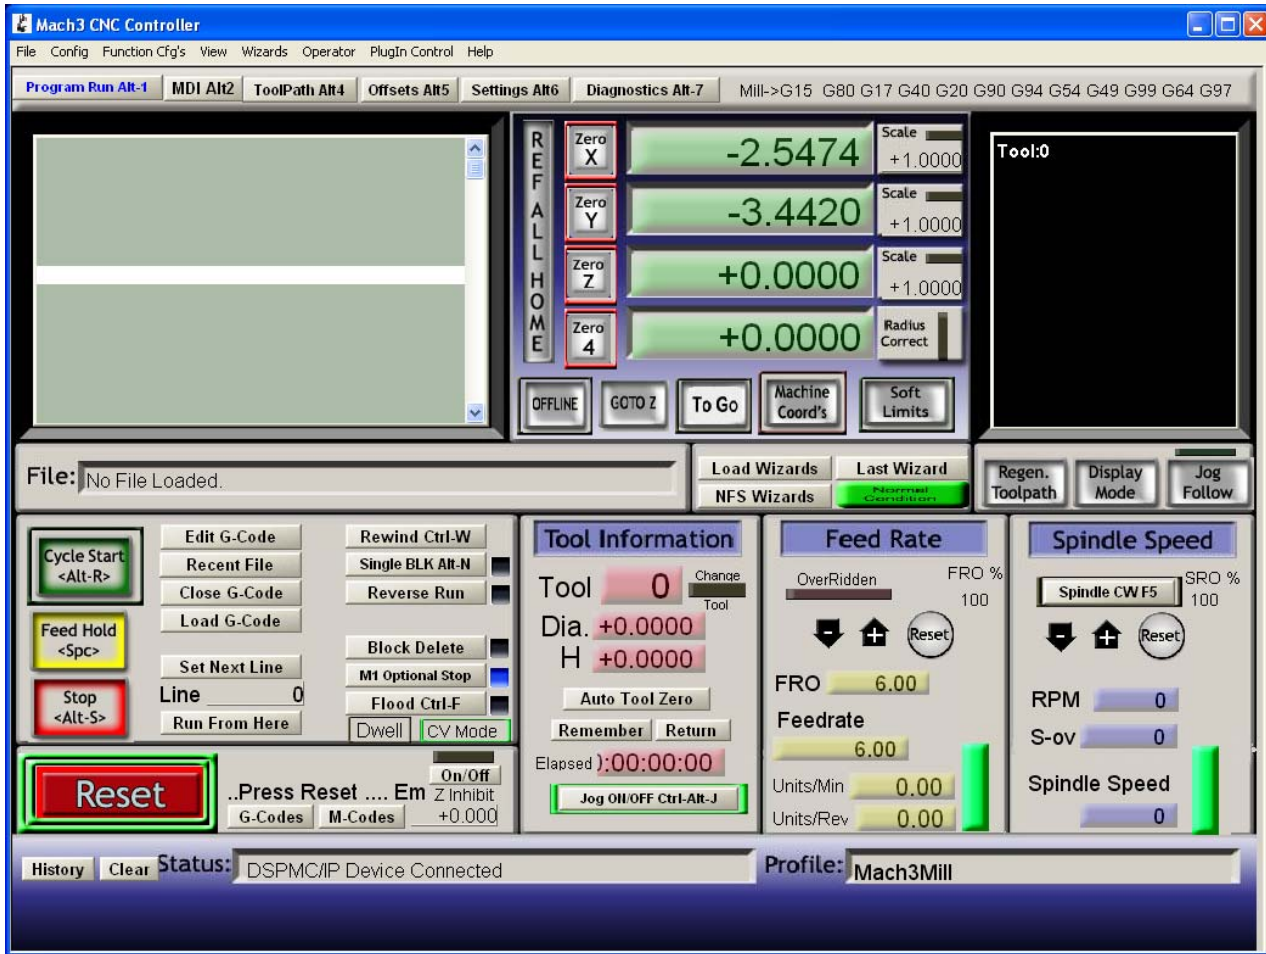 Mach3 CNC Controller
File Config Function Cfg's View Wizards Operator PlugIn Control Help
Program Run Alt-1 MDI Alt2 ToolPath Alt4 Offsets Alt5 Settings Alt6 Diagnostics Alt-7 Mill->G15 G80 G17 G40 G20 G90 G94 G54 G49 G99 G64 G97
REF ALL HOME
Zero X -2.5474 Scale +1.0000
Zero Y -3.4420 Scale +1.0000
Zero Z +0.0000 Scale +1.0000
Zero 4 +0.0000 Radius Correct
OFFLINE GOTO Z To Go Machine Coord's Soft Limits
Tool:0
File: No File Loaded.
Load Wizards Last Wizard
NFS Wizards Normal Condition
Regen. Toolpath Display Mode Jog Follow
Cycle Start <Alt-R>
Feed Hold <Spc>
Stop <Alt-S>
Edit G-Code
Recent File
Close G-Code
Load G-Code
Set Next Line
Line 0
Run From Here
Rewind Ctrl-W
Single BLK Alt-N
Reverse Run
Block Delete
M1 Optional Stop
Flood Ctrl-F
Dwell CV Mode
Reset
..Press Reset .... Em
G-Codes M-Codes
On/Off
Z Inhibit
+0.000
Tool Information
Tool 0 Change Tool
Dia. +0.0000
H +0.0000
Auto Tool Zero
Remember Return
Elapsed ):00:00:00
Jog ON/OFF Ctrl-Alt-J
Feed Rate
OverRidden FRO %
100
- + Reset
FRO 6.00
Feedrate
6.00
Units/Min 0.00
Units/Rev 0.00
Spindle Speed
Spindle CW F5 SRO %
100
- + Reset
RPM 0
S-ov 0
Spindle Speed
0
History Clear Status: DSPMC/IP Device Connected
Profile: Mach3Mill